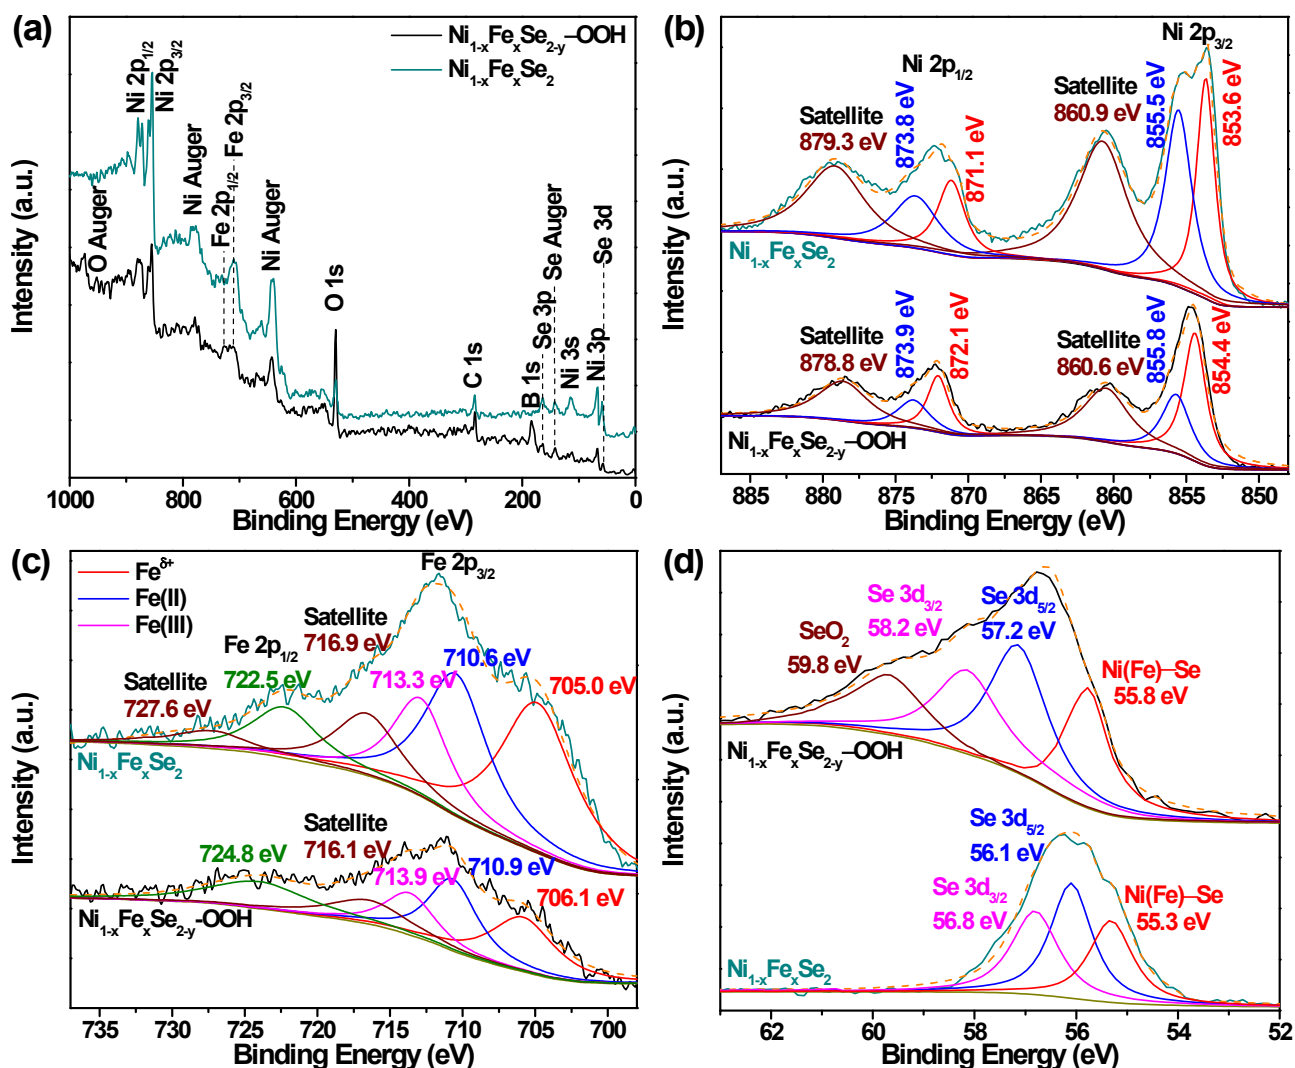 (a)
Ni₁₋ₓFeₓSe₂₋ᵧ–OOH
Ni₁₋ₓFeₓSe₂
Ni 2p₁/₂
Ni 2p₃/₂
O Auger
Ni Auger
Fe 2p₁/₂
Fe 2p₃/₂
Ni Auger
O 1s
C 1s
B 1s
Se 3p
Se Auger
Ni 3s
Ni 3p
Se 3d
Intensity (a.u.)
1000 800 600 400 200 0
Binding Energy (eV)
(b)
Ni 2p₃/₂
Ni 2p₁/₂
Satellite
879.3 eV
873.8 eV
871.1 eV
Satellite
860.9 eV
855.5 eV
853.6 eV
Ni₁₋ₓFeₓSe₂
Satellite
878.8 eV
873.9 eV
872.1 eV
Satellite
860.6 eV
855.8 eV
854.4 eV
Ni₁₋ₓFeₓSe₂₋ᵧ–OOH
Intensity (a.u.)
885 880 875 870 865 860 855 850
Binding Energy (eV)
(c)
Fe^δ+
Fe(II)
Fe(III)
Fe 2p₃/₂
Satellite
716.9 eV
Fe 2p₁/₂
722.5 eV
Satellite
727.6 eV
713.3 eV
710.6 eV
705.0 eV
Ni₁₋ₓFeₓSe₂
Satellite
716.1 eV
724.8 eV
713.9 eV
710.9 eV
706.1 eV
Ni₁₋ₓFeₓSe₂₋ᵧ-OOH
Intensity (a.u.)
735 730 725 720 715 710 705 700
Binding Energy (eV)
(d)
Se 3d₃/₂
58.2 eV
Se 3d₅/₂
57.2 eV
SeO₂
59.8 eV
Ni(Fe)–Se
55.8 eV
Ni₁₋ₓFeₓSe₂₋ᵧ–OOH
Se 3d₅/₂
56.1 eV
Se 3d₃/₂
56.8 eV
Ni(Fe)–Se
55.3 eV
Ni₁₋ₓFeₓSe₂
Intensity (a.u.)
62 60 58 56 54 52
Binding Energy (eV)